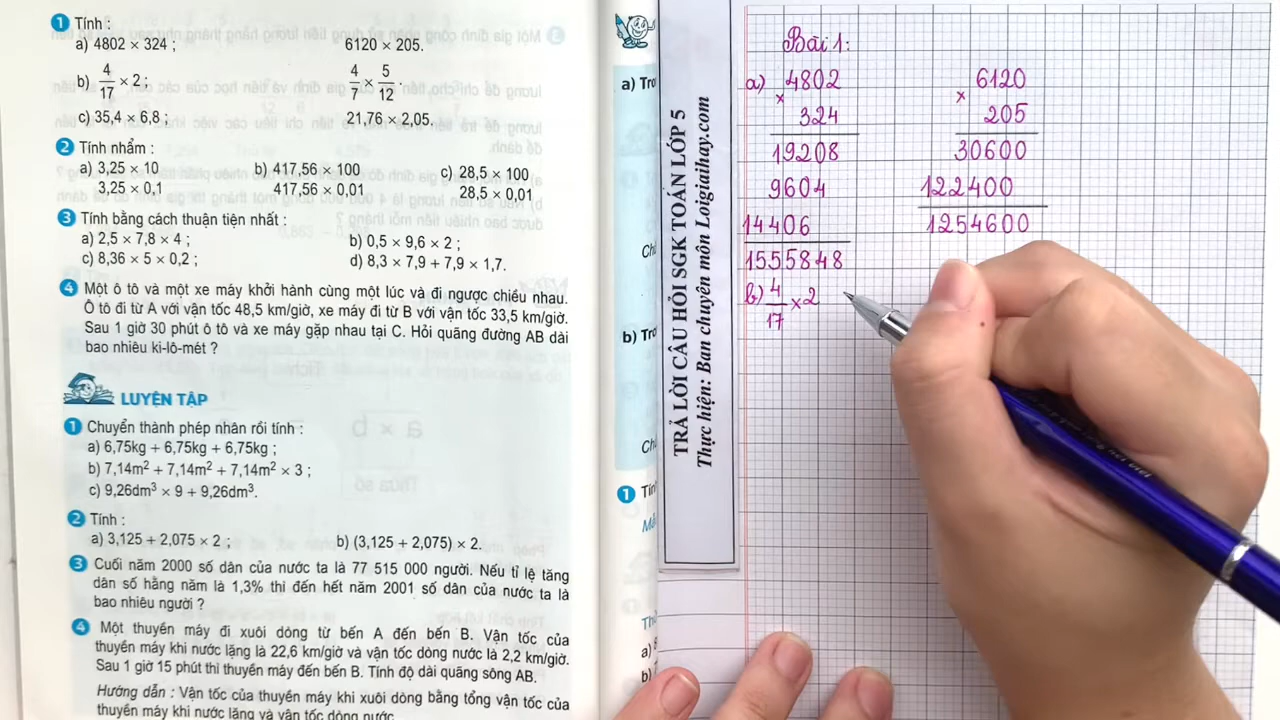 1 Tính :
a) 4802 × 324 ; 6120 × 205.
b) 4/17 × 2 ; 4/7 × 5/12 .
c) 35,4 × 6.8 ; 21,76 × 2,05.
2 Tính nhẩm :
a) 3,25 × 10 b) 417,56 × 100 c) 28,5 × 100
3,25 × 0,1 417,56 × 0,01 28,5 × 0,01
3 Tính bằng cách thuận tiện nhất :
a) 2,5 × 7,8 × 4 ; b) 0,5 × 9,6 × 2 ;
c) 8,36 × 5 × 0,2 ; d) 8,3 × 7,9 + 7,9 × 1,7.
4 Một ô tô và một xe máy khởi hành cùng một lúc và đi ngược chiều nhau.
Ô tô đi từ A với vận tốc 48,5 km/giờ, xe máy đi từ B với vận tốc 33,5 km/giờ.
Sau 1 giờ 30 phút ô tô và xe máy gặp nhau tại C. Hỏi quãng đường AB dài
bao nhiêu ki-lô-mét ?
LUYỆN TẬP
1 Chuyển thành phép nhân rồi tính :
a) 6,75kg + 6,75kg + 6,75kg ;
b) 7,14m² + 7,14m² + 7,14m² × 3 ;
c) 9,26dm³ × 9 + 9,26dm³.
2 Tính :
a) 3,125 + 2,075 × 2 ; b) (3,125 + 2,075) × 2.
3 Cuối năm 2000 số dân của nước ta là 77 515 000 người. Nếu tỉ lệ tăng
dân số hằng năm là 1,3% thì đến hết năm 2001 số dân của nước ta là
bao nhiêu người ?
4 Một thuyền máy đi xuôi dòng từ bến A đến bến B. Vận tốc của
thuyền máy khi nước lặng là 22,6 km/giờ và vận tốc dòng nước là 2,2 km/giờ.
Sau 1 giờ 15 phút thì thuyền máy đến bến B. Tính độ dài quãng sông AB.
Hướng dẫn : Vận tốc của thuyền máy khi xuôi dòng bằng tổng vận tốc của
thuyền máy khi nước lặng và vận tốc dòng nước.
a) Trò
b) Trò
1
a)
b)
TRẢ LỜI CÂU HỎI SGK TOÁN LỚP 5
Thực hiện: Ban chuyên môn Loigiaihay.com
Bài 1:
a) 4802 6120
× 324 × 205
19208 30600
9604 122400
14406 1254600
1555848
b) 4/17 × 2